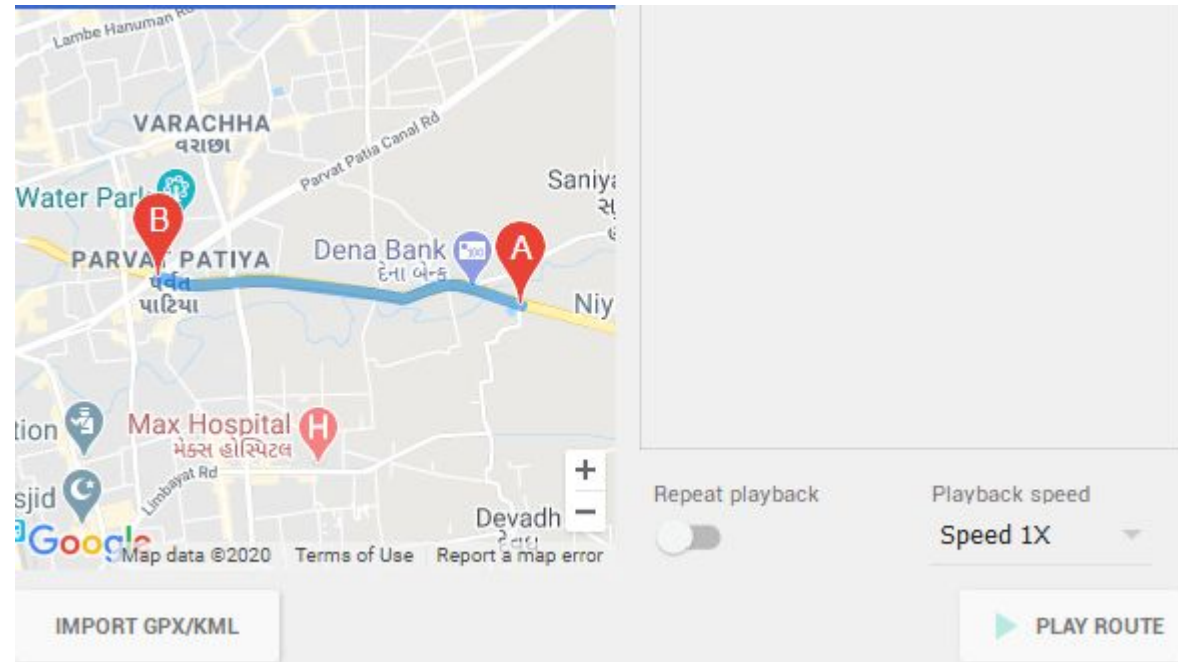 Lambe Hanuman
VARACHHA
વરાછા
Parvat Patia Canal Rd
Water Park
Saniya
B
PARVAT PATIYA
પર્વત
પાટિયા
Dena Bank
દેના બેન્ક
A
Niy
tion
Max Hospital
મેક્સ હોસ્પિટલ
H
Limbayat Rd
sjid
Devadh
+
−
Google
Map data ©2020 Terms of Use Report a map error
Repeat playback
Playback speed
Speed 1X
IMPORT GPX/KML
PLAY ROUTE